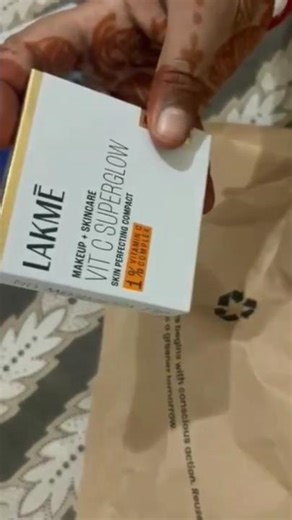 LAKMĒ
MAKEUP + SKINCARE
VIT C SUPERGLOW
SKIN PERFECTING COMPACT
1% VITAMIN C
COMPLEX
s begins with conscious action. Reuse
a greener tomorrow.